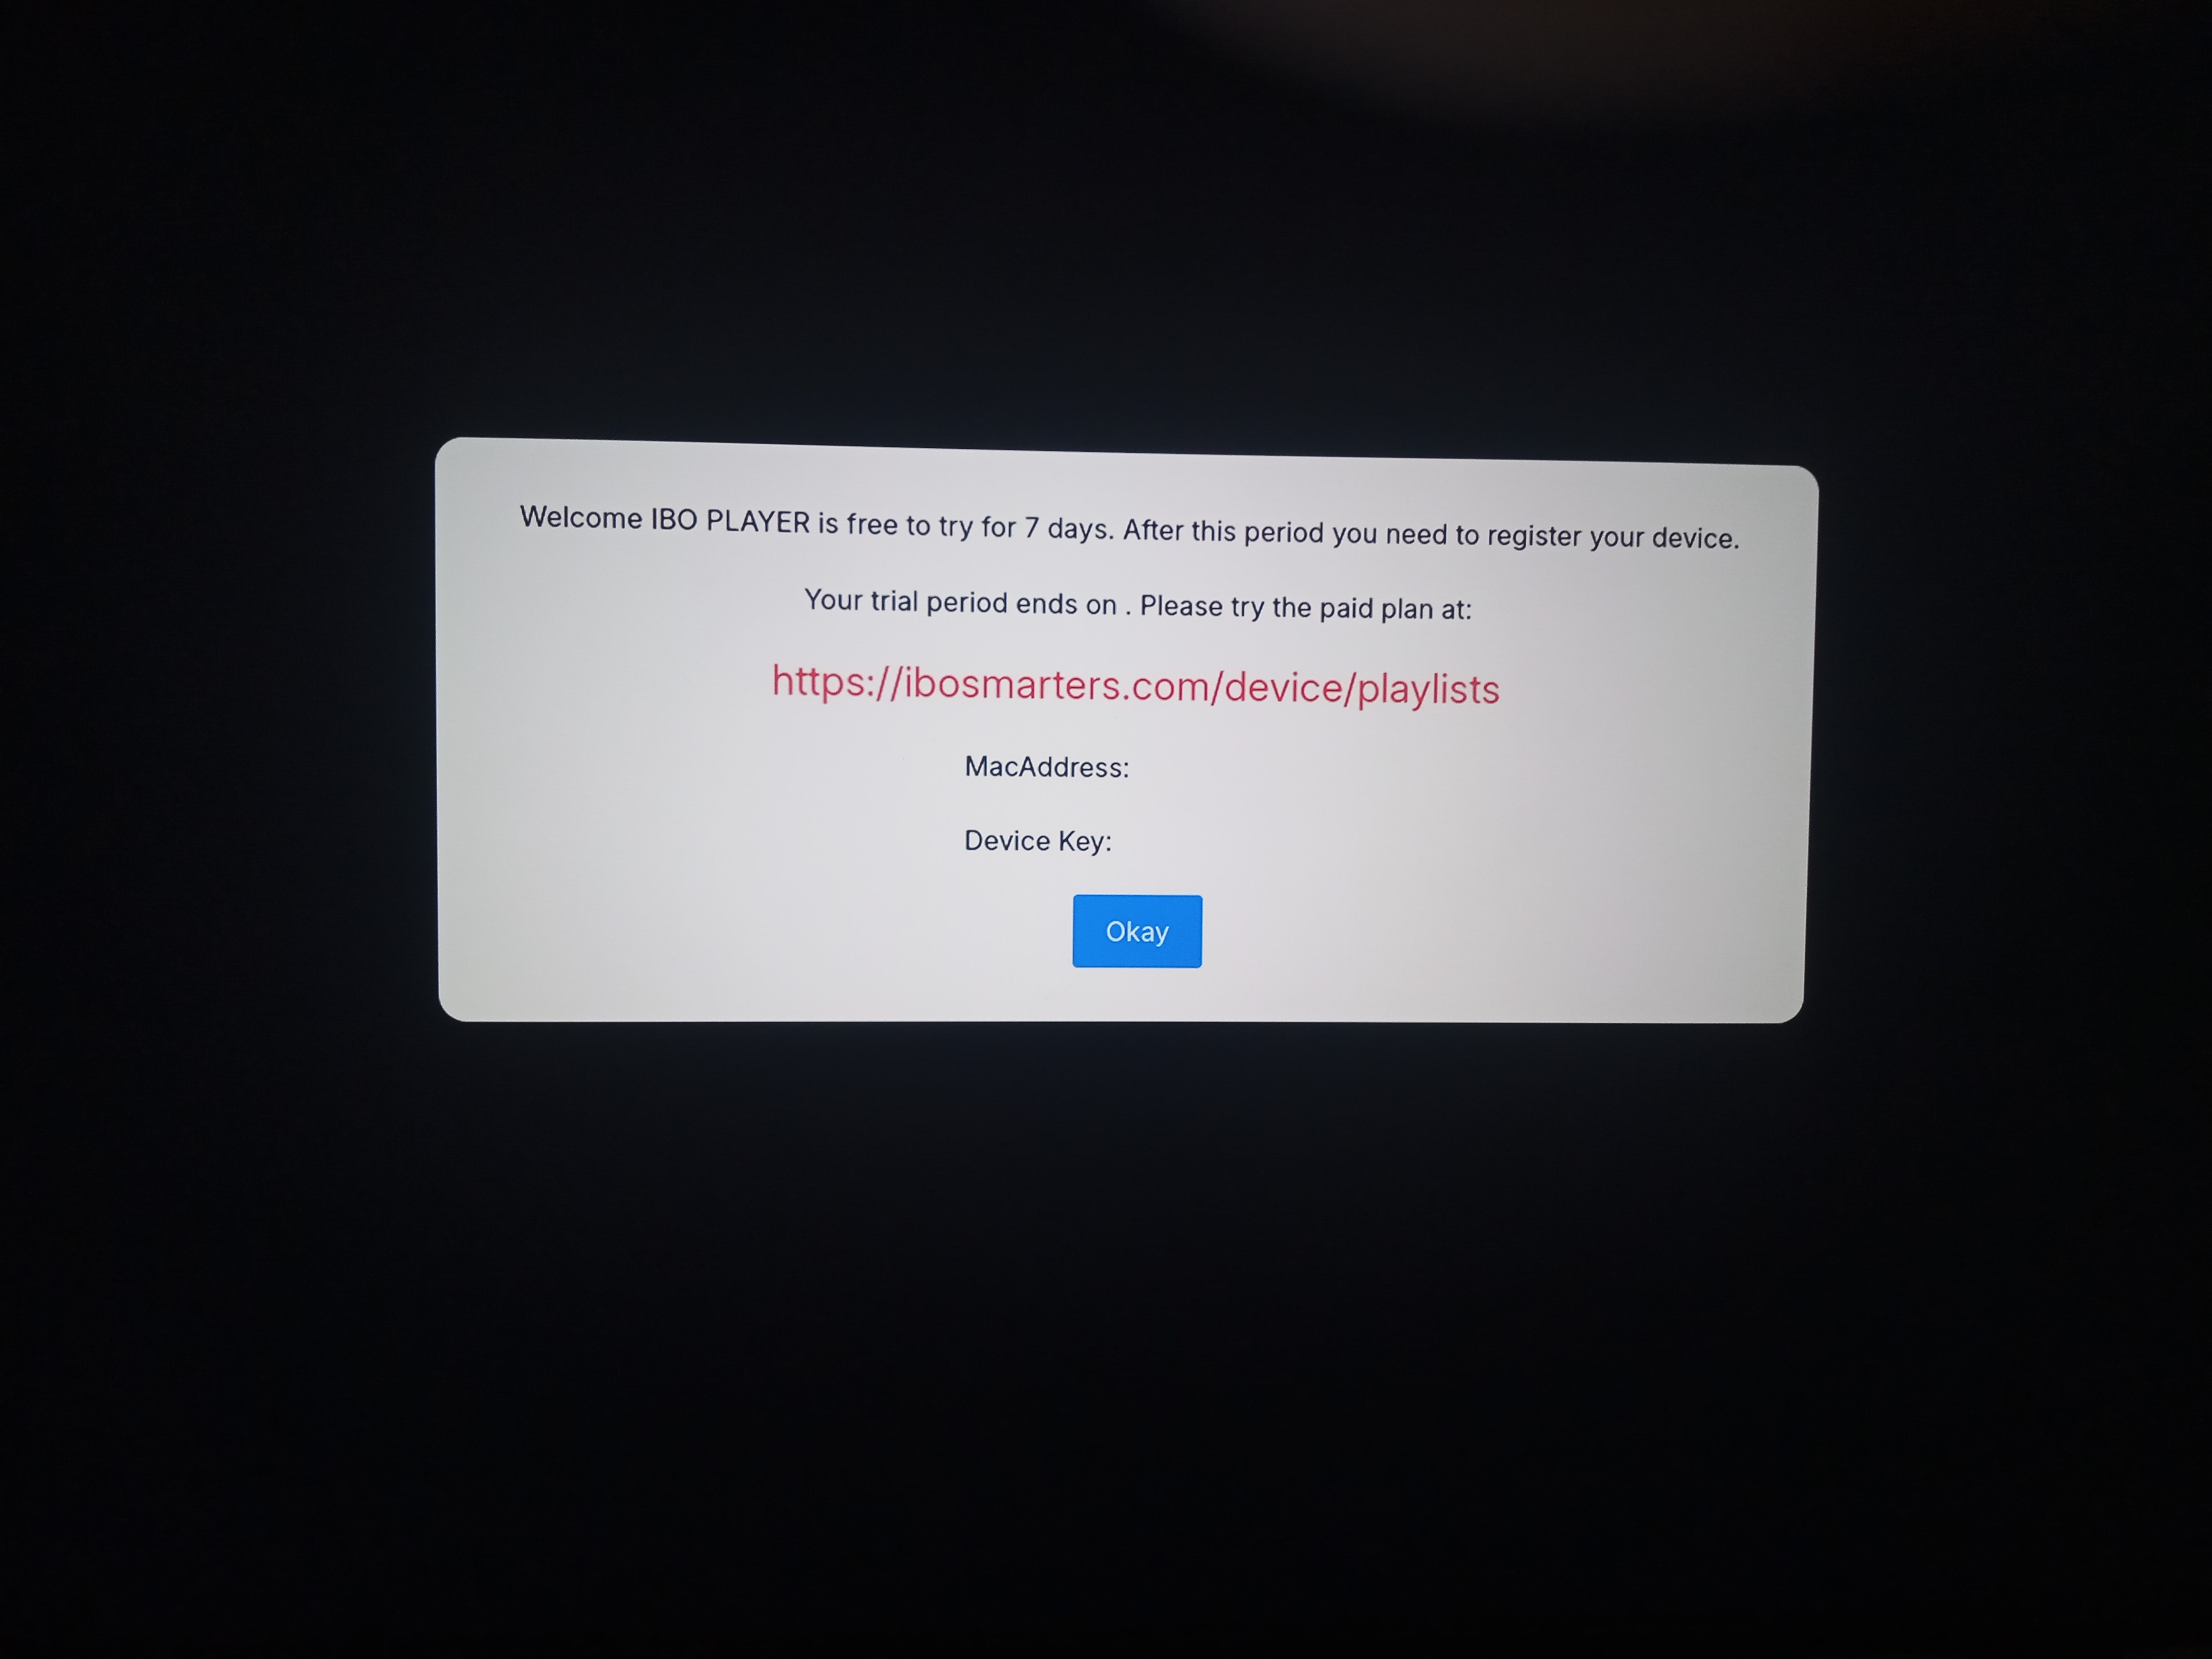 Welcome IBO PLAYER is free to try for 7 days. After this period you need to register your device.
Your trial period ends on . Please try the paid plan at:
https://ibosmarters.com/device/playlists
MacAddress:
Device Key:
Okay